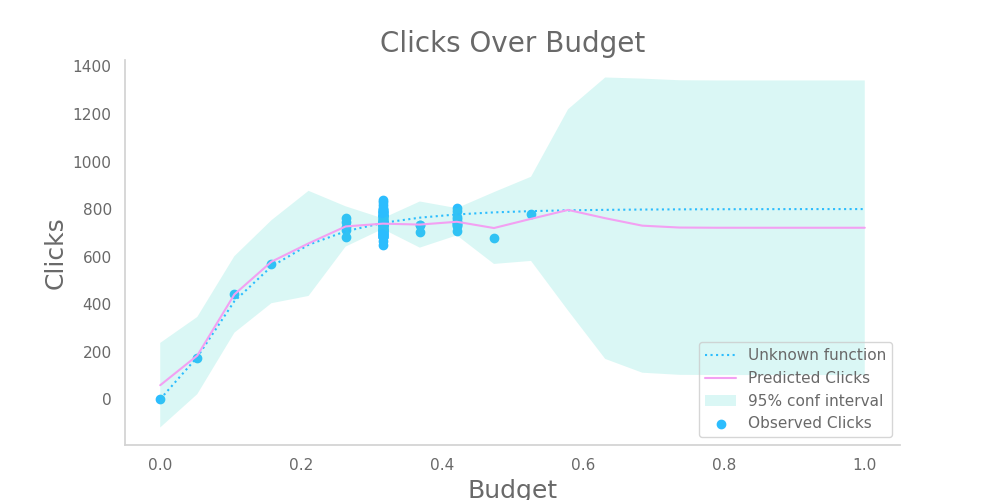 Clicks Over Budget
1400
1200
1000
800
600
400
200
0
Clicks
0.0 0.2 0.4 0.6 0.8 1.0
Budget
Unknown function
Predicted Clicks
95% conf interval
Observed Clicks